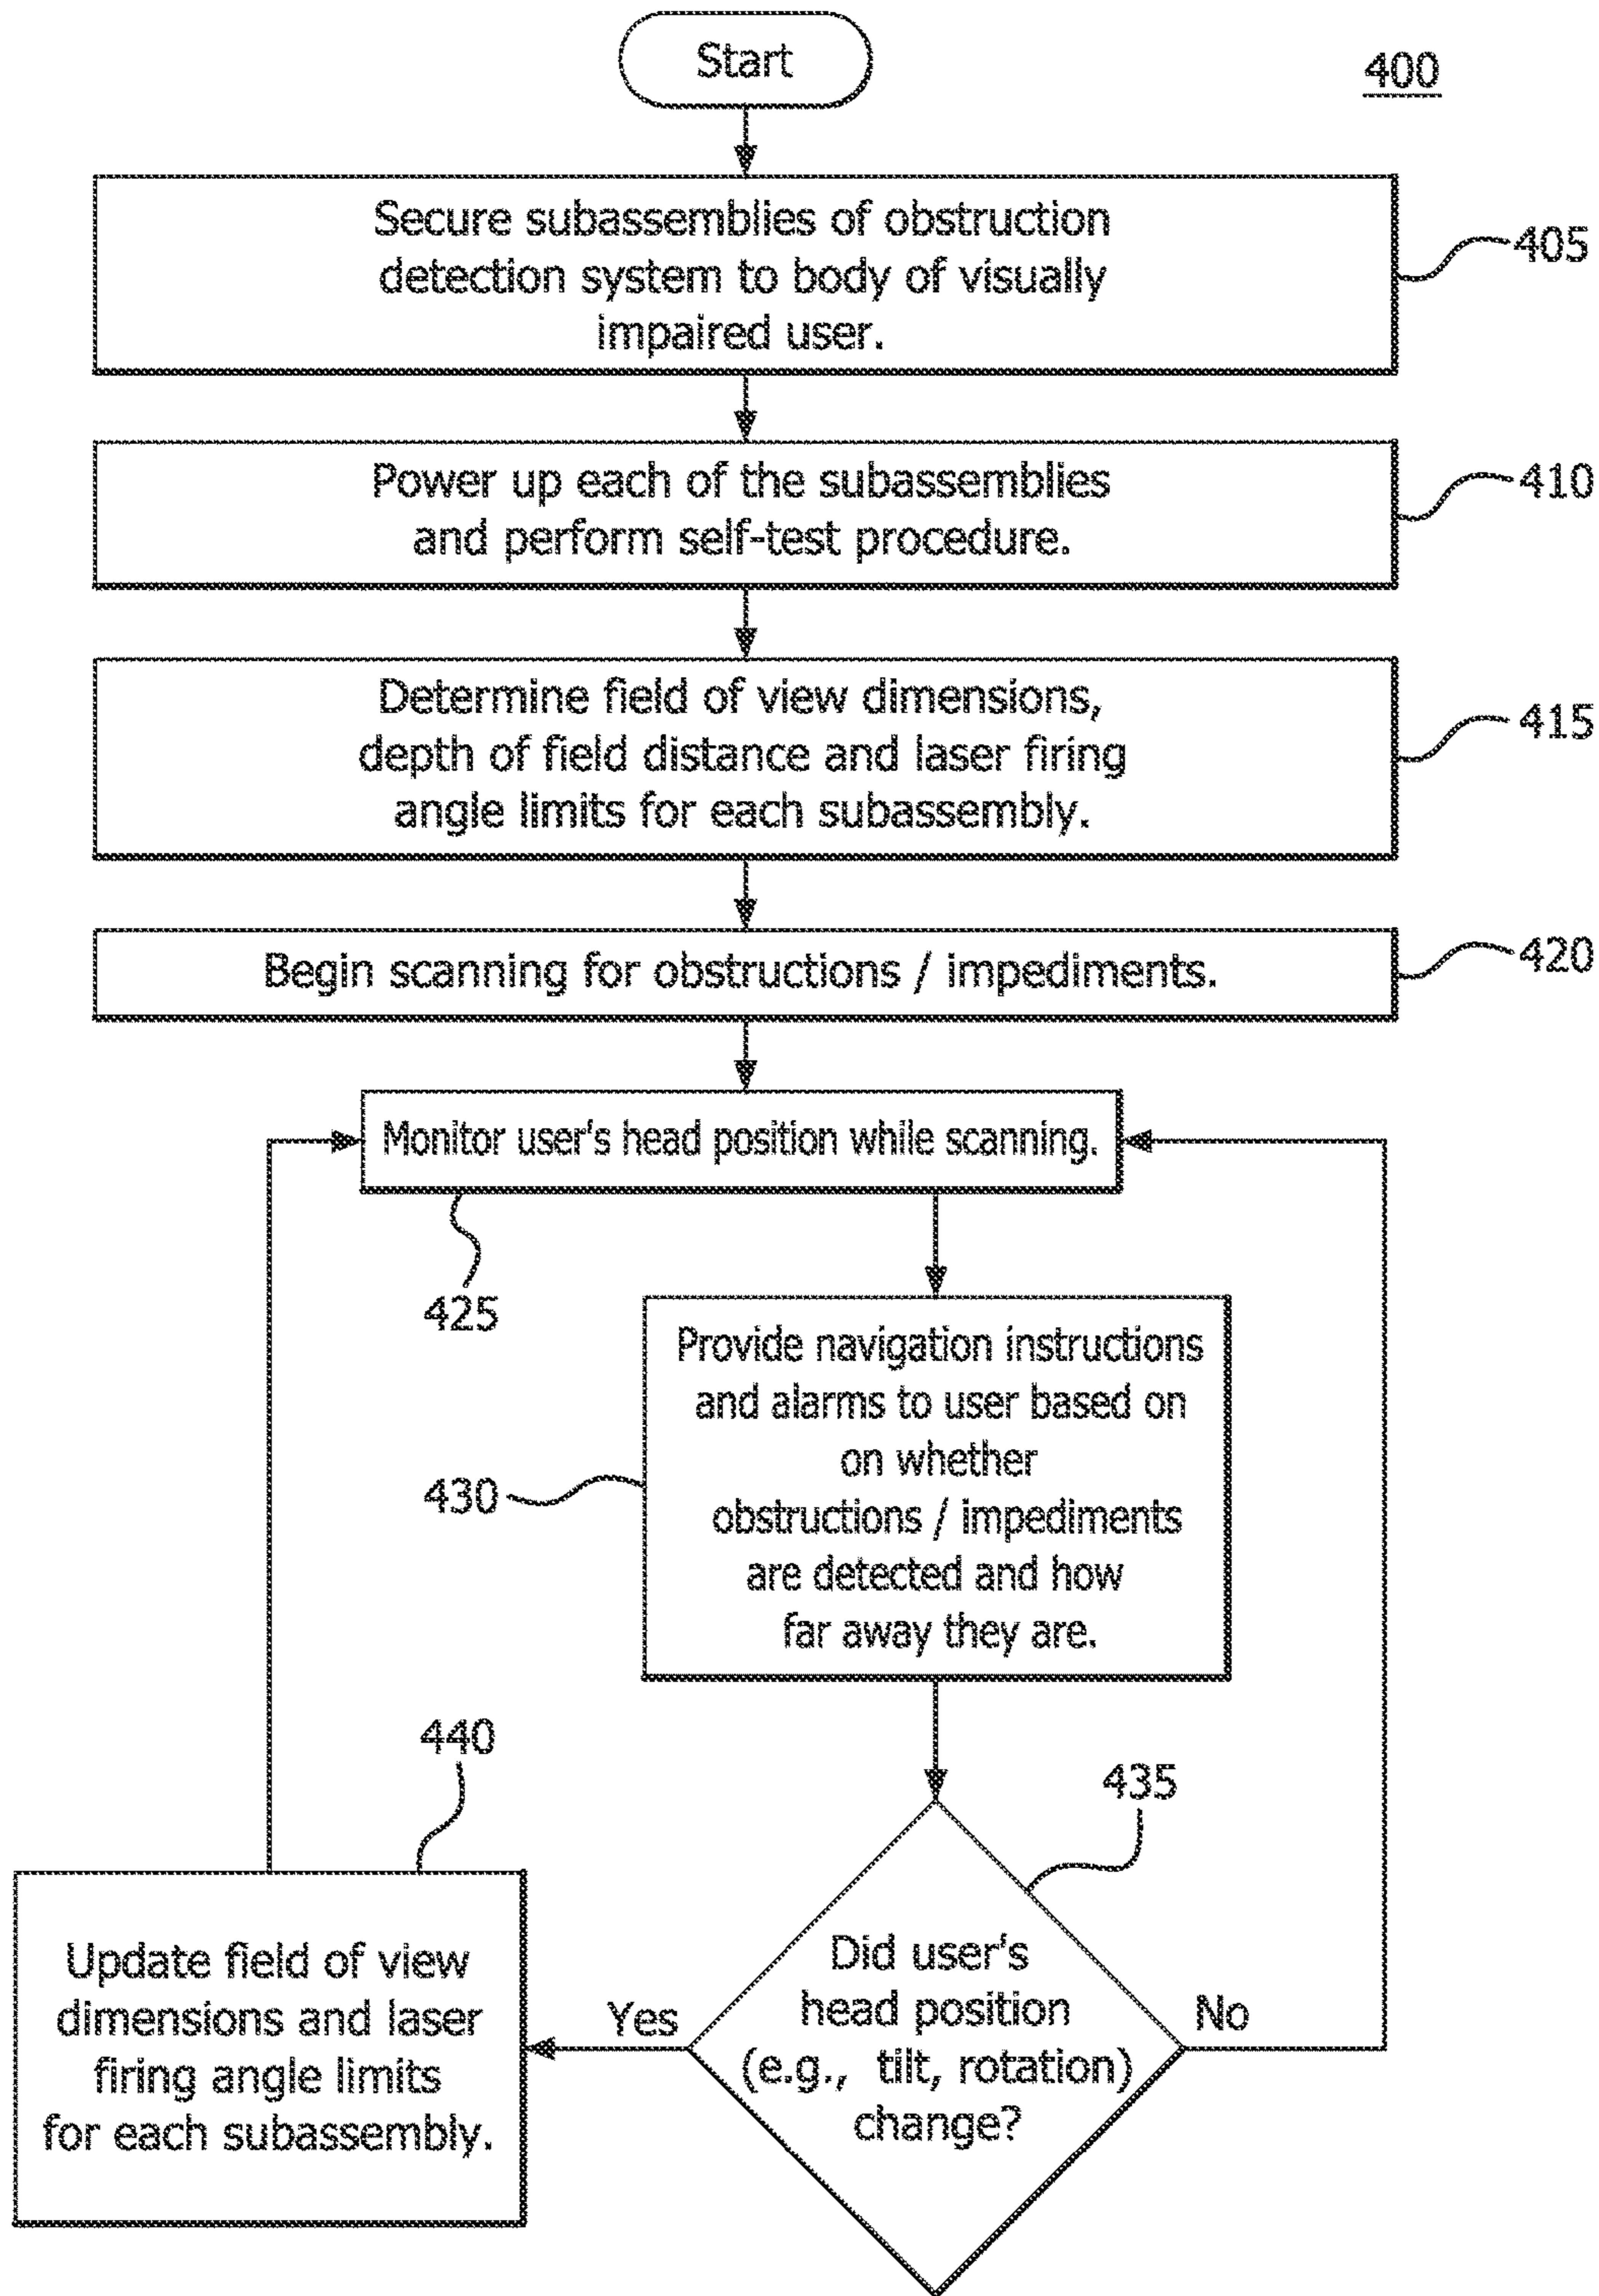 Start
400
Secure subassemblies of obstruction
detection system to body of visually
impaired user.
405
Power up each of the subassemblies
and perform self-test procedure.
410
Determine field of view dimensions,
depth of field distance and laser firing
angle limits for each subassembly.
415
Begin scanning for obstructions / impediments.
420
Monitor user's head position while scanning.
425
Provide navigation instructions
and alarms to user based on
on whether
obstructions / impediments
are detected and how
far away they are.
430
435
Did user's
head position
(e.g., tilt, rotation)
change?
Yes
No
440
Update field of view
dimensions and laser
firing angle limits
for each subassembly.